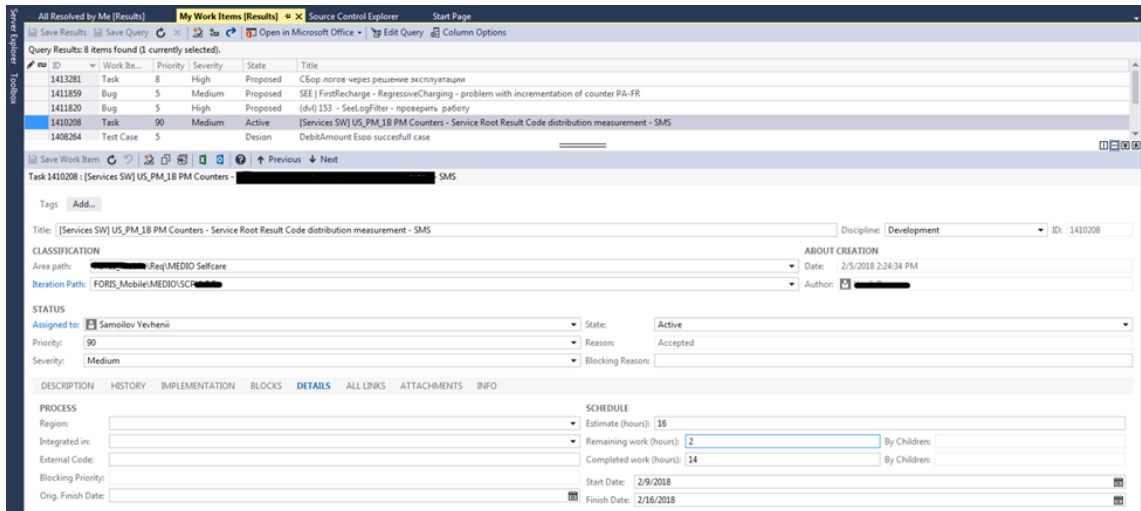 All Resolved by Me [Results] My Work Items [Results] Source Control Explorer Start Page
Server Explorer
Toolbox
Save Results Save Query Open in Microsoft Office Edit Query Column Options
Query Results: 8 items found (1 currently selected).
ID Work Ite... Priority Severity State Title
1413281 Task 8 High Proposed СБор логов через решение эксплуатации
1411859 Bug 5 Medium Proposed SEE | FirstRecharge - RegressiveCharging - problem with incrementation of counter PA-FR
1411820 Bug 5 High Proposed (dvl) 153 - SeeLogFilter - проверить работу
1410208 Task 90 Medium Active [Services SW] US_PM_1B PM Counters - Service Root Result Code distribution measurement - SMS
1408264 Test Case 5 Design DebitAmount Esop succesfull case
Save Work Item Previous Next
Task 1410208 : [Services SW] US_PM_1B PM Counters - - SMS
Tags Add...
Title: [Services SW] US_PM_1B PM Counters - Service Root Result Code distribution measurement - SMS Discipline: Development ID: 1410208
CLASSIFICATION ABOUT CREATION
Area path: \Req\MEDIO Selfcare Date: 2/5/2018 2:24:34 PM
Iteration Path: FORIS_Mobile\MEDIO\SCP Author:
STATUS
Assigned to: Samoilov Yevhenii State: Active
Priority: 90 Reason: Accepted
Severity: Medium Blocking Reason:
DESCRIPTION HISTORY IMPLEMENTATION BLOCKS DETAILS ALL LINKS ATTACHMENTS INFO
PROCESS SCHEDULE
Region: Estimate (hours): 16
Integrated in: Remaining work (hours): 2 By Children:
External Code: Completed work (hours): 14 By Children:
Blocking Priority: Start Date: 2/9/2018
Orig. Finish Date: Finish Date: 2/16/2018